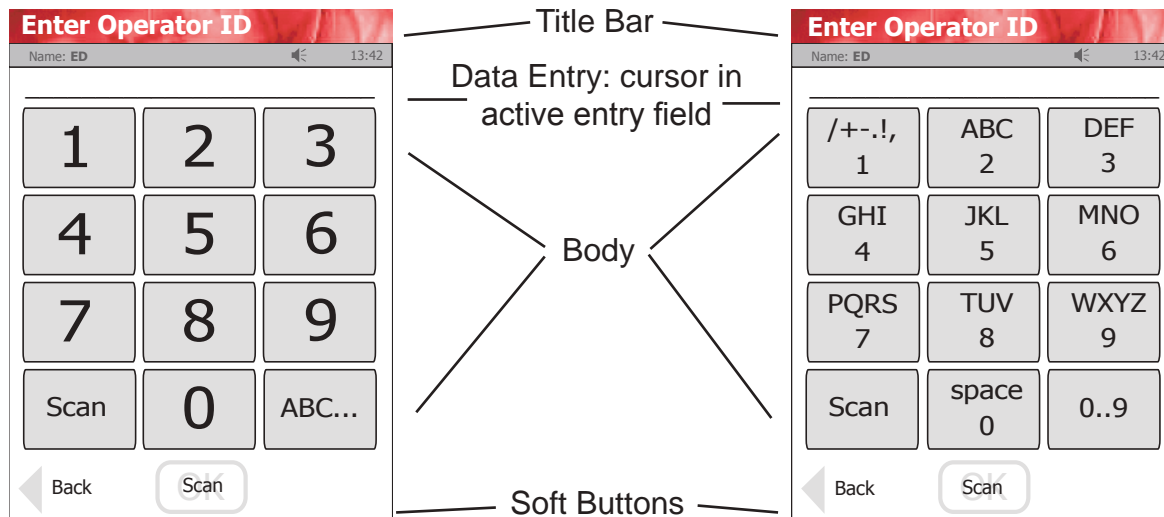 Enter Operator ID
Name: ED 13:42
1 2 3
4 5 6
7 8 9
Scan 0 ABC...
Back OK Scan
Title Bar
Data Entry: cursor in
active entry field
Body
Soft Buttons
Enter Operator ID
Name: ED 13:42
/+-.!, ABC DEF
1 2 3
GHI JKL MNO
4 5 6
PQRS TUV WXYZ
7 8 9
Scan space 0..9
0
Back OK Scan